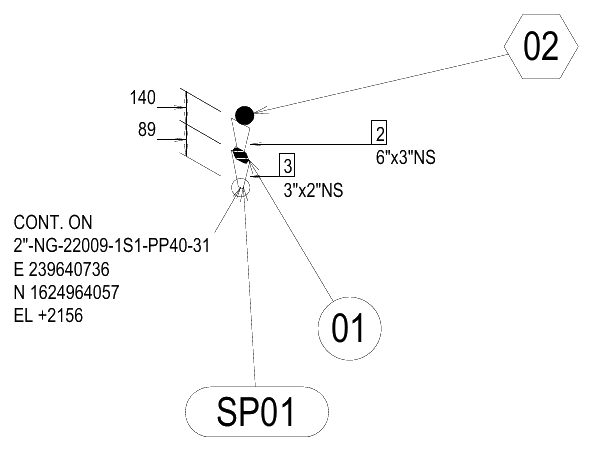 02
140
89
2
6"x3"NS
3
3"x2"NS
CONT. ON
2"-NG-22009-1S1-PP40-31
E 239640736
N 1624964057
EL +2156
01
SP01